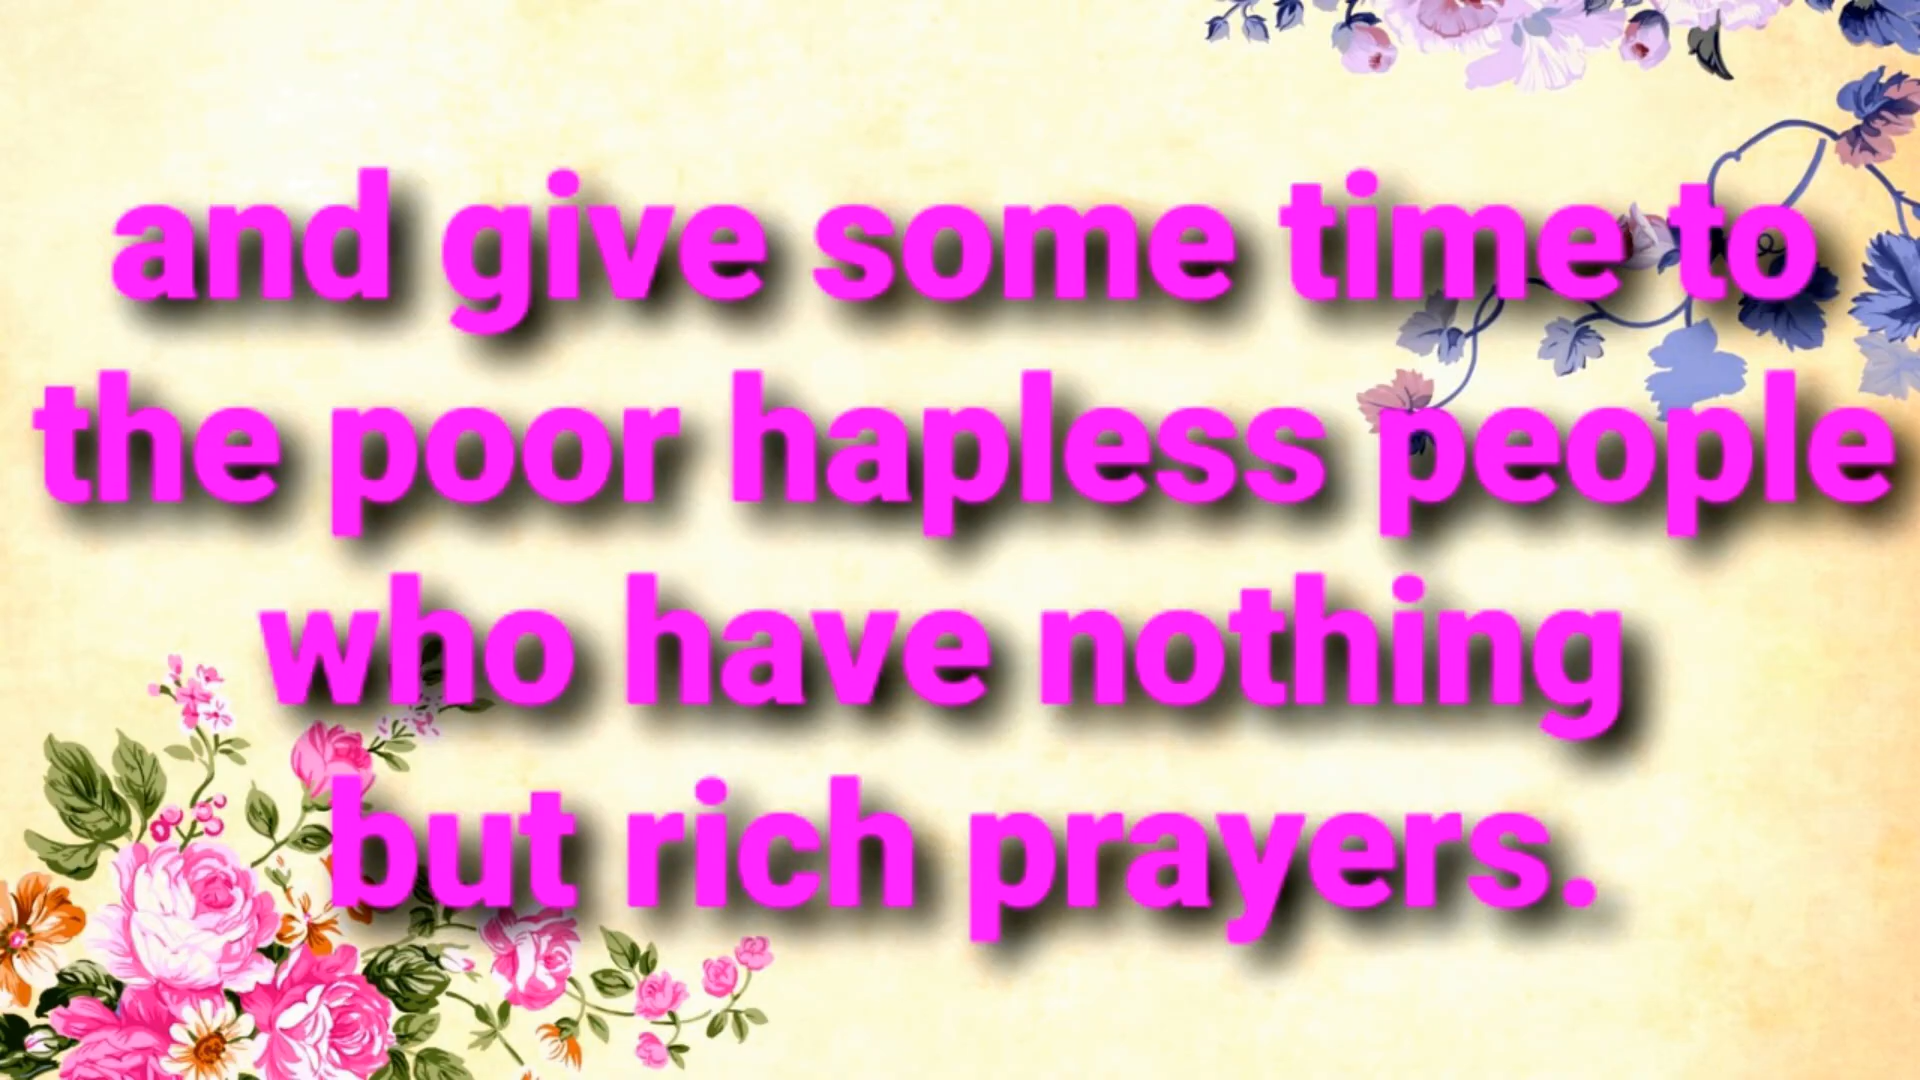 and give some time to
the poor hapless people
who have nothing
but rich prayers.